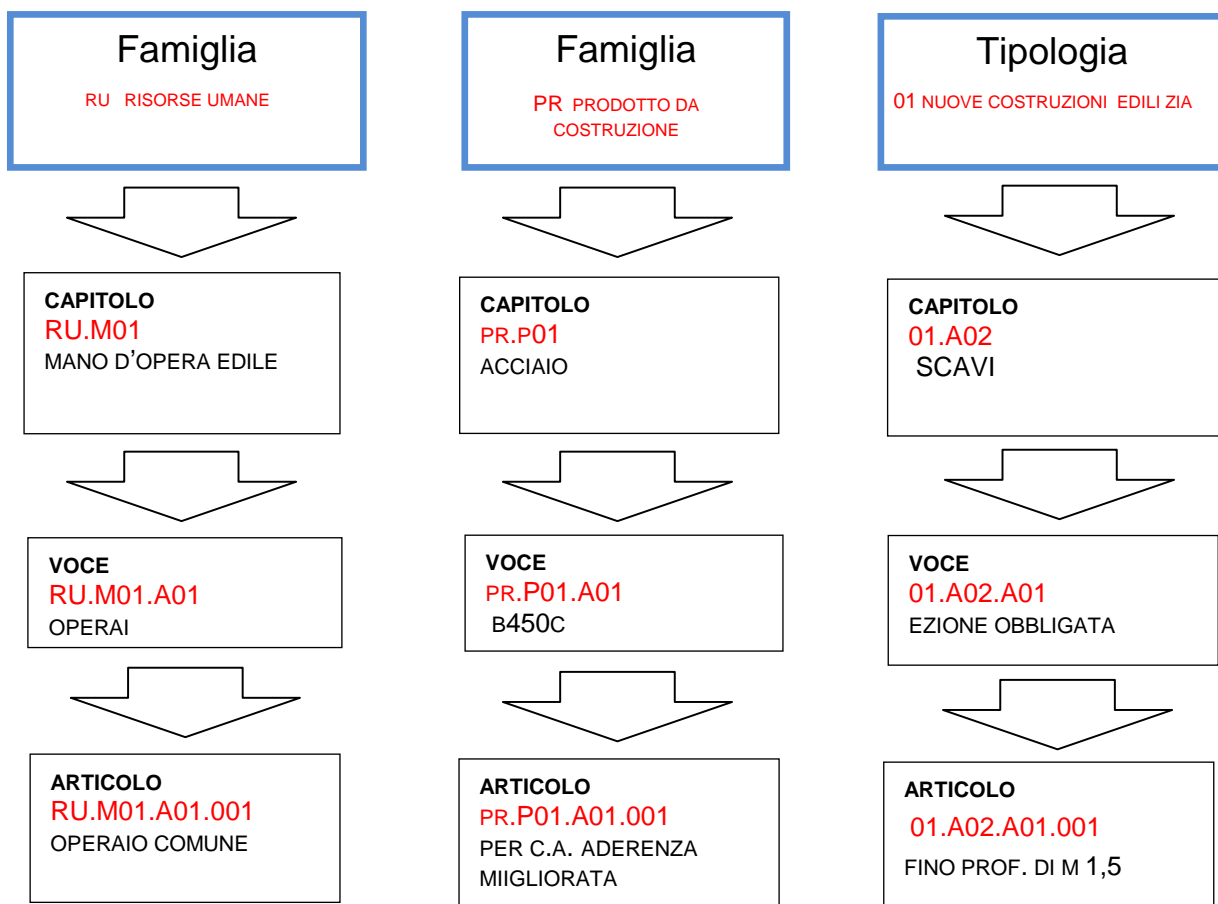 Famiglia
RU RISORSE UMANE
CAPITOLO
RU.M01
MANO D'OPERA EDILE
VOCE
RU.M01.A01
OPERAI
ARTICOLO
RU.M01.A01.001
OPERAIO COMUNE
Famiglia
PR PRODOTTO DA
COSTRUZIONE
CAPITOLO
PR.P01
ACCIAIO
VOCE
PR.P01.A01
B450C
ARTICOLO
PR.P01.A01.001
PER C.A. ADERENZA
MIIGLIORATA
Tipologia
01 NUOVE COSTRUZIONI EDILI ZIA
CAPITOLO
01.A02
SCAVI
VOCE
01.A02.A01
EZIONE OBBLIGATA
ARTICOLO
01.A02.A01.001
FINO PROF. DI M 1,5